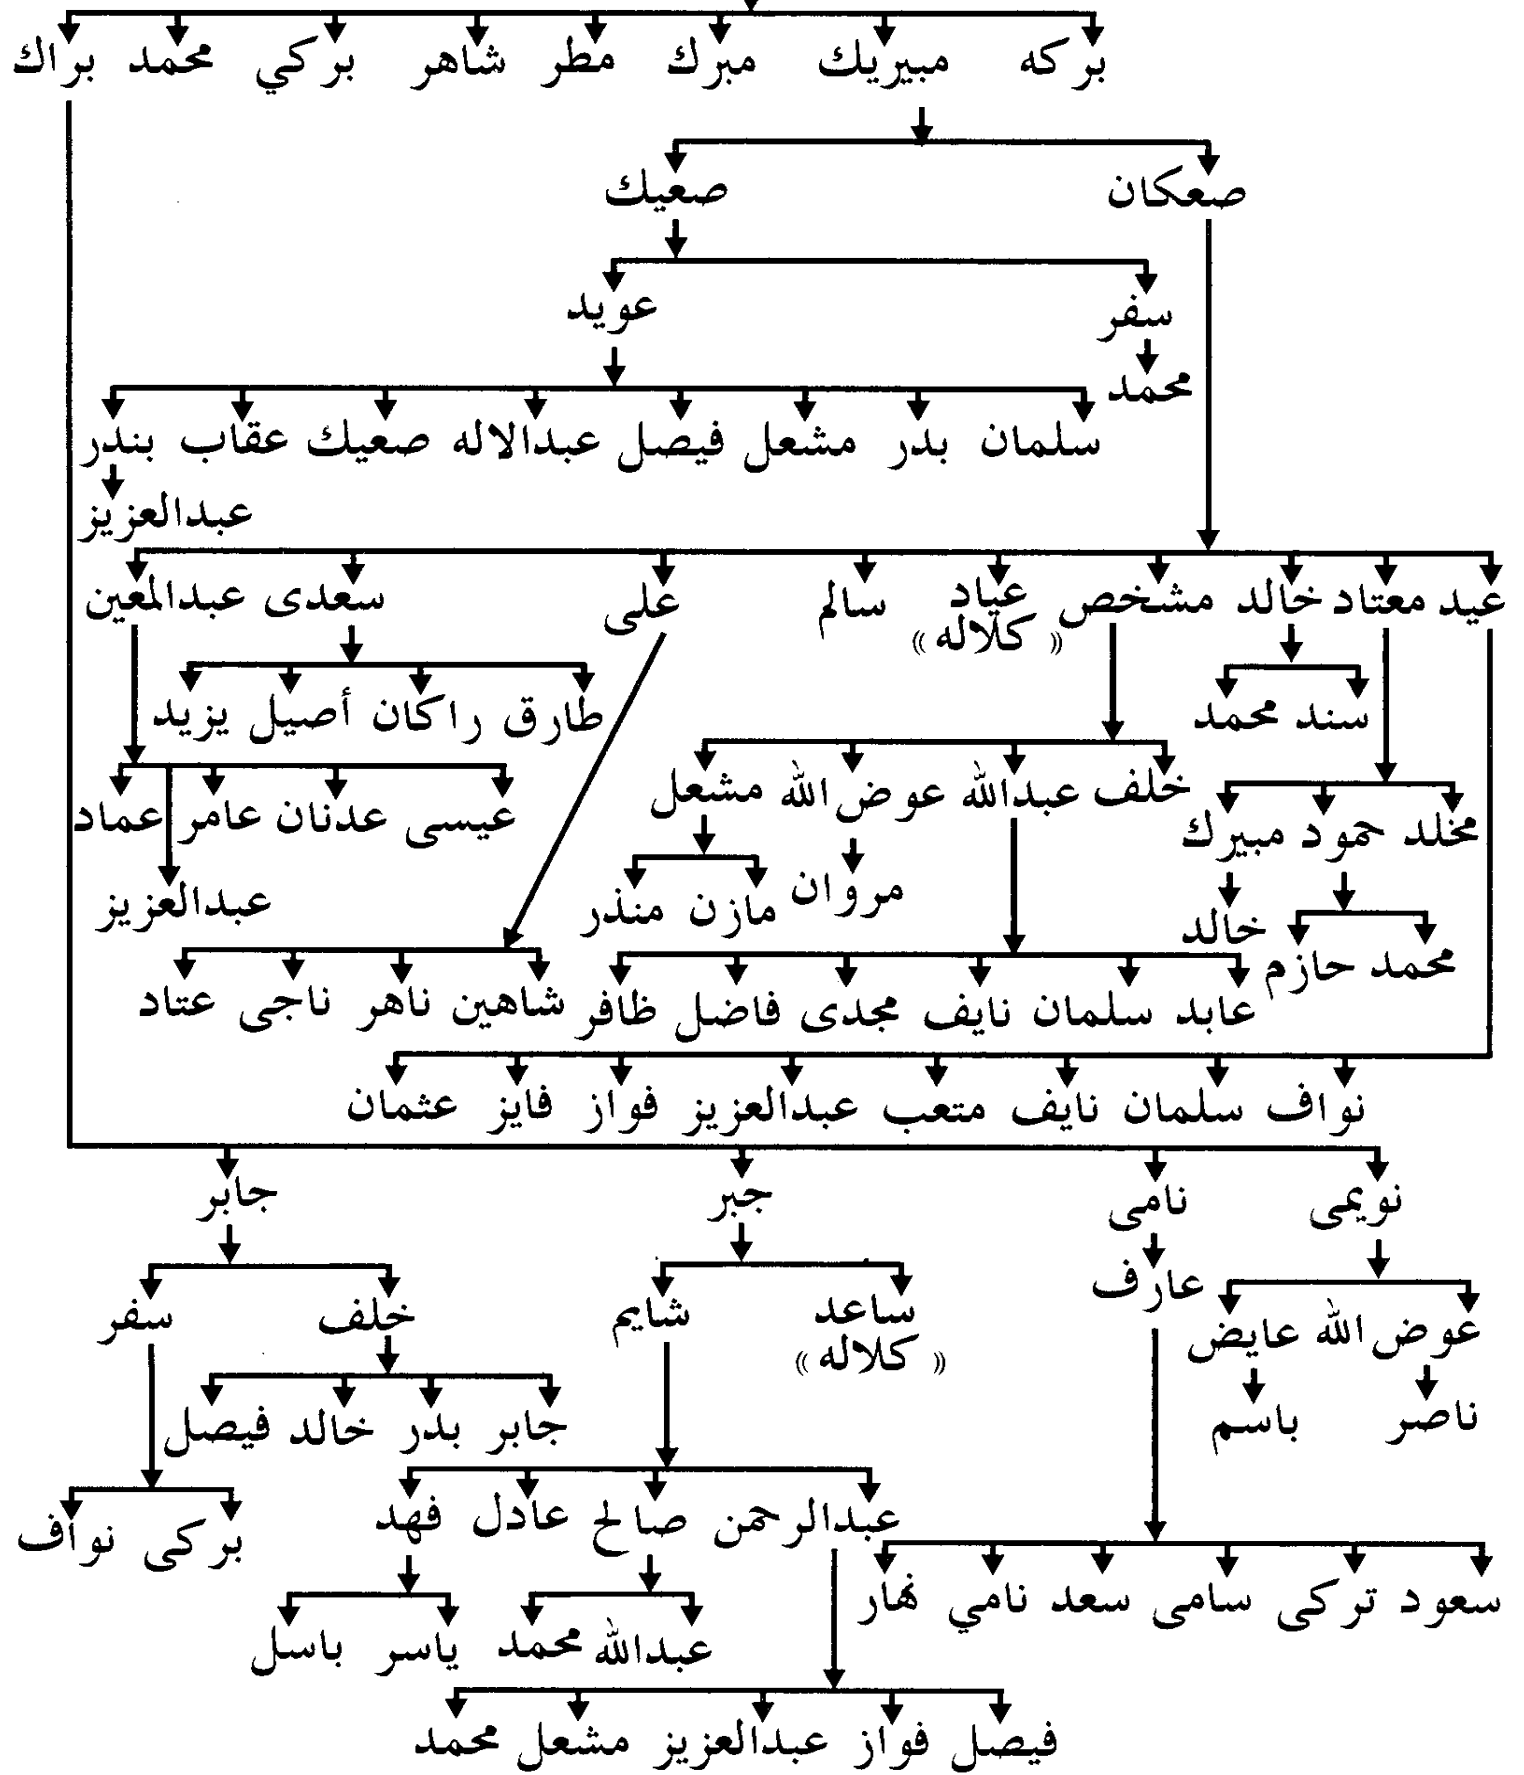 بركه مبيريك مبرك مطر شاهر بركي محمد براك
صعكان صعيك
سفر عويد
محمد
سلمان بدر مشعل فيصل عبدالاله صعيك عقاب بندر
عبدالعزيز
عيد معتاد خالد مشخص عياد سالم على سعدى عبدالمعين
« كلاله »
سند محمد طارق راكان أصيل يزيد
خلف عبدالله عوض الله مشعل
مخلد حمود مبيرك عيسى عدنان عامر عماد
مروان مازن منذر عبدالعزيز
خالد
محمد حازم
عابد سلمان نايف مجدى فاضل ظافر شاهين ناهر ناجى عتاد
نواف سلمان نايف متعب عبدالعزيز فواز فايز عثمان
نويمى نامى جبر جابر
عارف
عوض الله عايض ساعد شايم خلف سفر
« كلاله »
ناصر باسم جابر بدر خالد فيصل
عبدالرحمن صالح عادل فهد بركى نواف
سعود تركى سامى سعد نامي نهار
عبدالله محمد ياسر باسل
فيصل فواز عبدالعزيز مشعل محمد